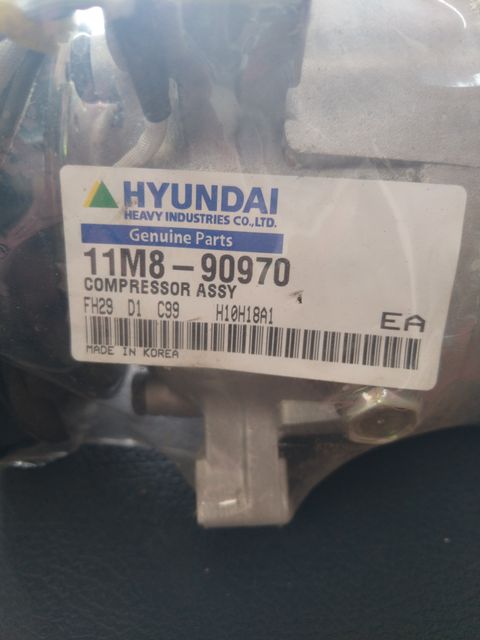 HYUNDAI
HEAVY INDUSTRIES CO.,LTD.
Genuine Parts
11M8-90970
COMPRESSOR ASSY
FH29 D1 C99 H10H18A1
EA
MADE IN KOREA